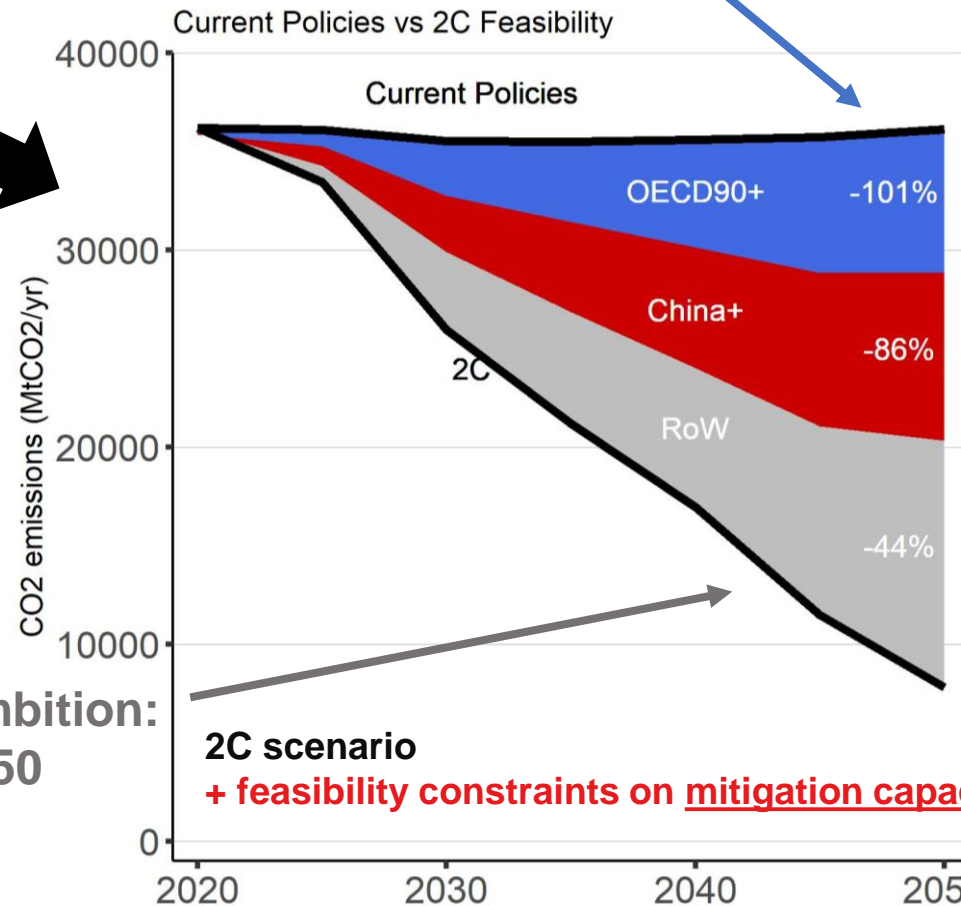 Current Policies vs 2C Feasibility
40000
Current Policies
OECD90+ -101%
30000
China+
-86%
2C
RoW
20000
-44%
CO2 emissions (MtCO2/yr)
10000
50
2C scenario
+ feasibility constraints on mitigation
0
2020 2030 2040